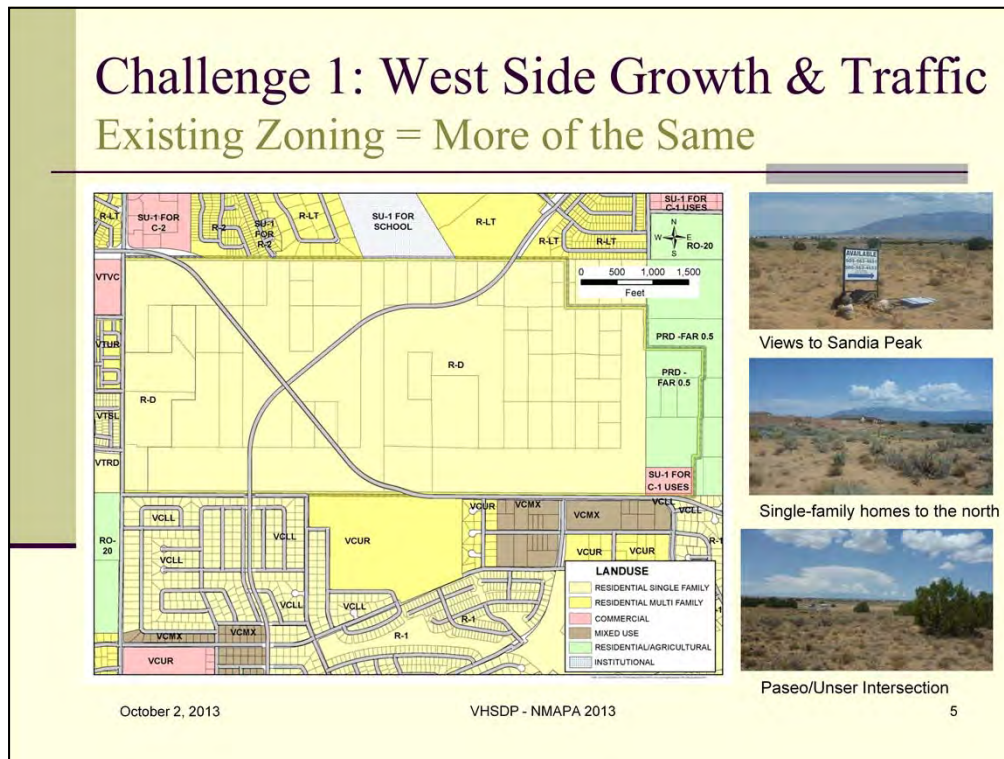 Challenge 1: West Side Growth & Traffic
Existing Zoning = More of the Same
R-LT
SU-1 FOR
C-2
R-2
SU-1
FOR
R-2
R-LT
SU-1 FOR
SCHOOL
R-LT
R-LT
R-LT
SU-1 FOR
C-1 USES
N
W E
S
RO-20
0 500 1,000 1,500
Feet
VTVC
VTUR
VTSL
VTRD
R-D
R-D
PRD -FAR 0.5
PRD -
FAR 0.5
SU-1 FOR
C-1 USES
RO-
20
VCLL
VCLL
VCLL
VCLL
VCLL
VCUR
VCUR
VCMX
VCMX
VCLL
VCLL
VCUR
VCUR
R-1
R-1
R-1
VCMX
VCMX
VCUR
LANDUSE
RESIDENTIAL SINGLE FAMILY
RESIDENTIAL MULTI FAMILY
COMMERCIAL
MIXED USE
RESIDENTIAL/AGRICULTURAL
INSTITUTIONAL
AVAILABLE
Views to Sandia Peak
Single-family homes to the north
Paseo/Unser Intersection
October 2, 2013
VHSDP - NMAPA 2013
5